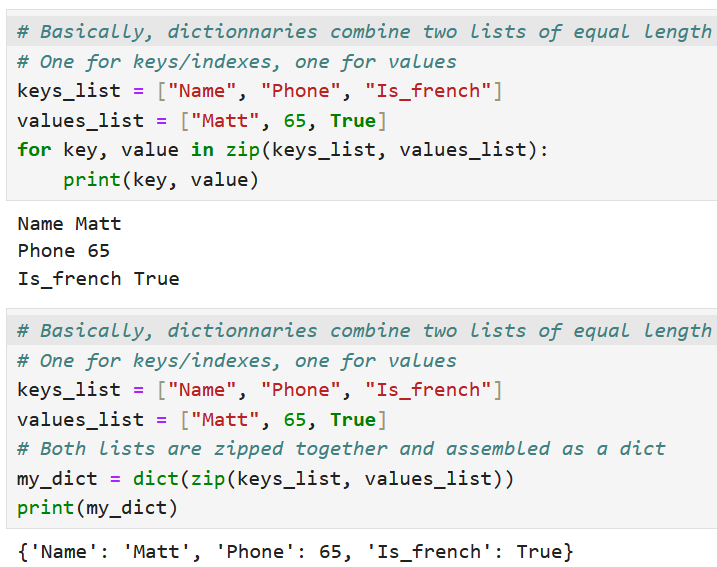 # Basically, dictionnaries combine two lists of equal length
# One for keys/indexes, one for values
keys_list = ["Name", "Phone", "Is_french"]
values_list = ["Matt", 65, True]
for key, value in zip(keys_list, values_list):
    print(key, value)
Name Matt
Phone 65
Is_french True
# Basically, dictionnaries combine two lists of equal length
# One for keys/indexes, one for values
keys_list = ["Name", "Phone", "Is_french"]
values_list = ["Matt", 65, True]
# Both lists are zipped together and assembled as a dict
my_dict = dict(zip(keys_list, values_list))
print(my_dict)
{'Name': 'Matt', 'Phone': 65, 'Is_french': True}